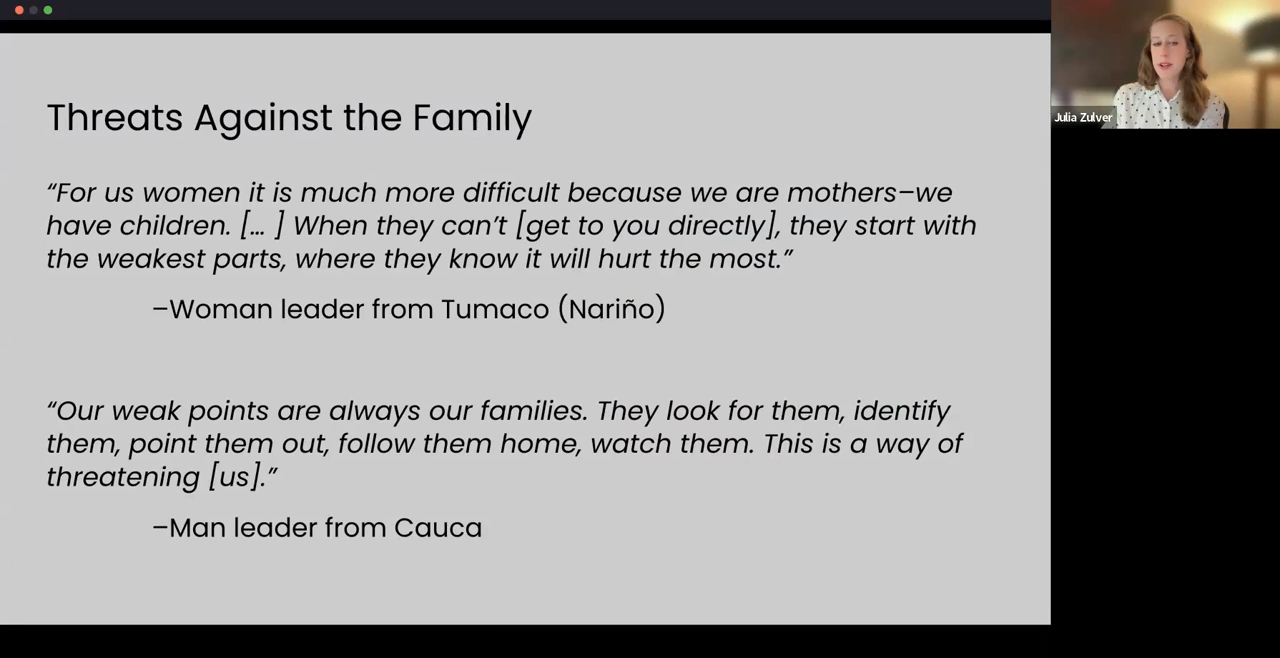 Threats Against the Family
“For us women it is much more difficult because we are mothers–we
have children. [... ] When they can’t [get to you directly], they start with
the weakest parts, where they know it will hurt the most.”
–Woman leader from Tumaco (Nariño)
“Our weak points are always our families. They look for them, identify
them, point them out, follow them home, watch them. This is a way of
threatening [us].”
–Man leader from Cauca
Julia Zulver